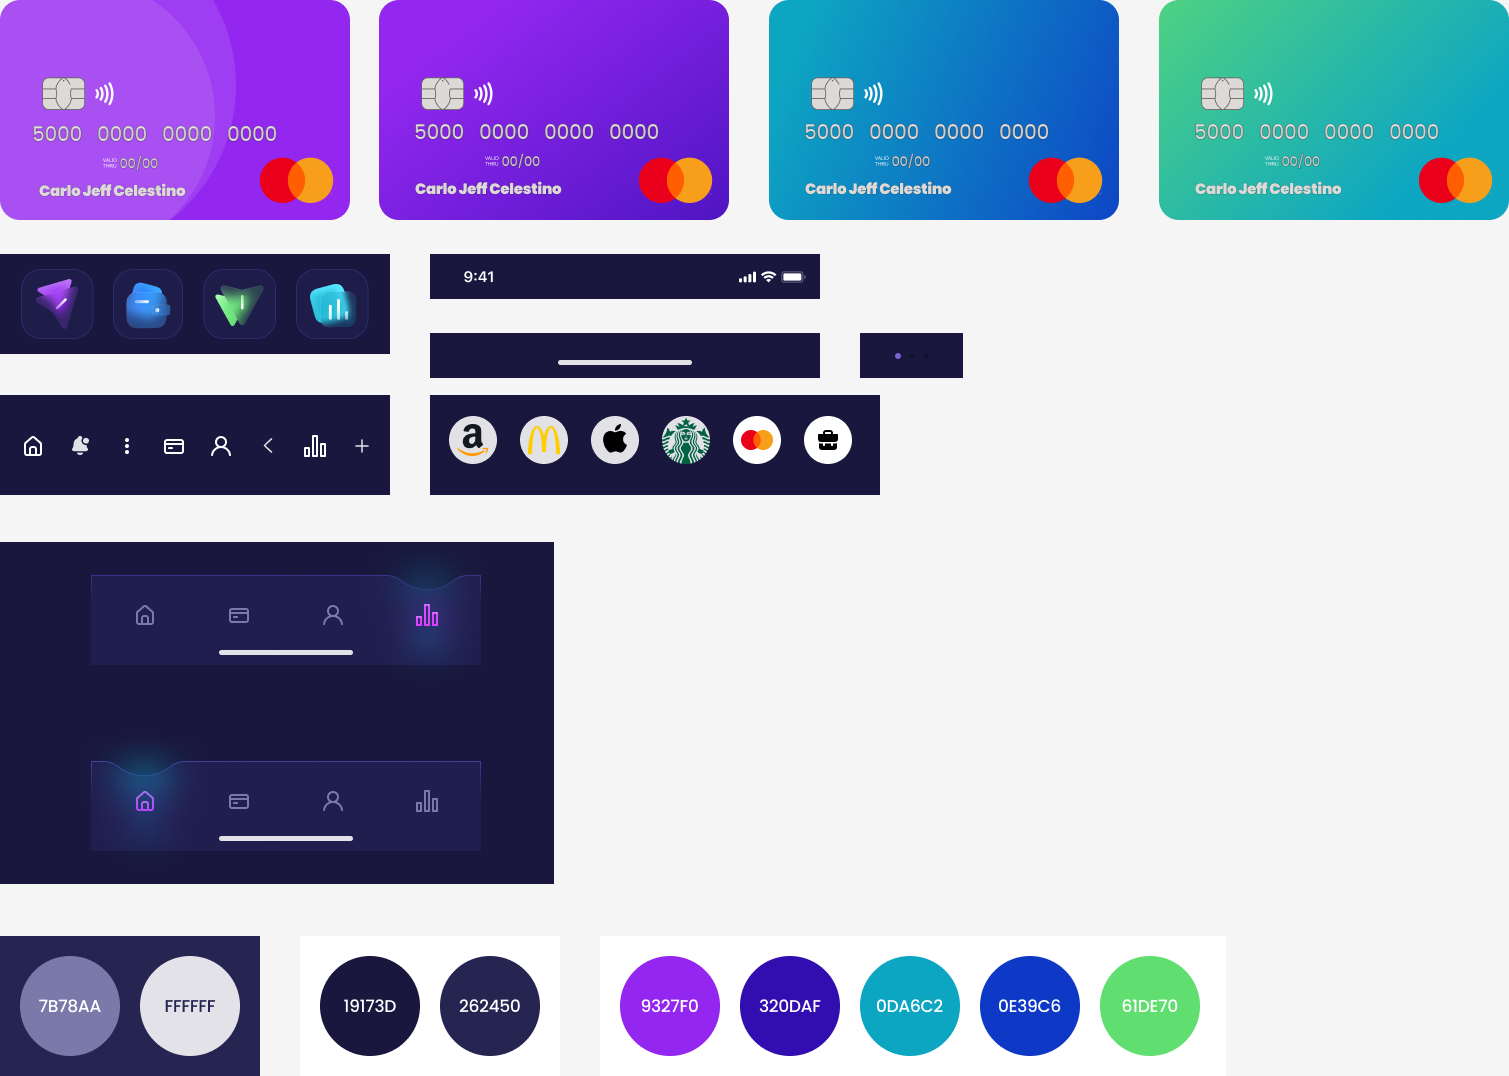 5000 0000 0000 0000
VALID
THRU 00/00
Carlo Jeff Celestino
5000 0000 0000 0000
VALID
THRU 00/00
Carlo Jeff Celestino
5000 0000 0000 0000
VALID
THRU 00/00
Carlo Jeff Celestino
5000 0000 0000 0000
VALID
THRU 00/00
Carlo Jeff Celestino
9:41
a
7B78AA
FFFFFF
19173D
262450
9327F0
320DAF
0DA6C2
0E39C6
61DE70